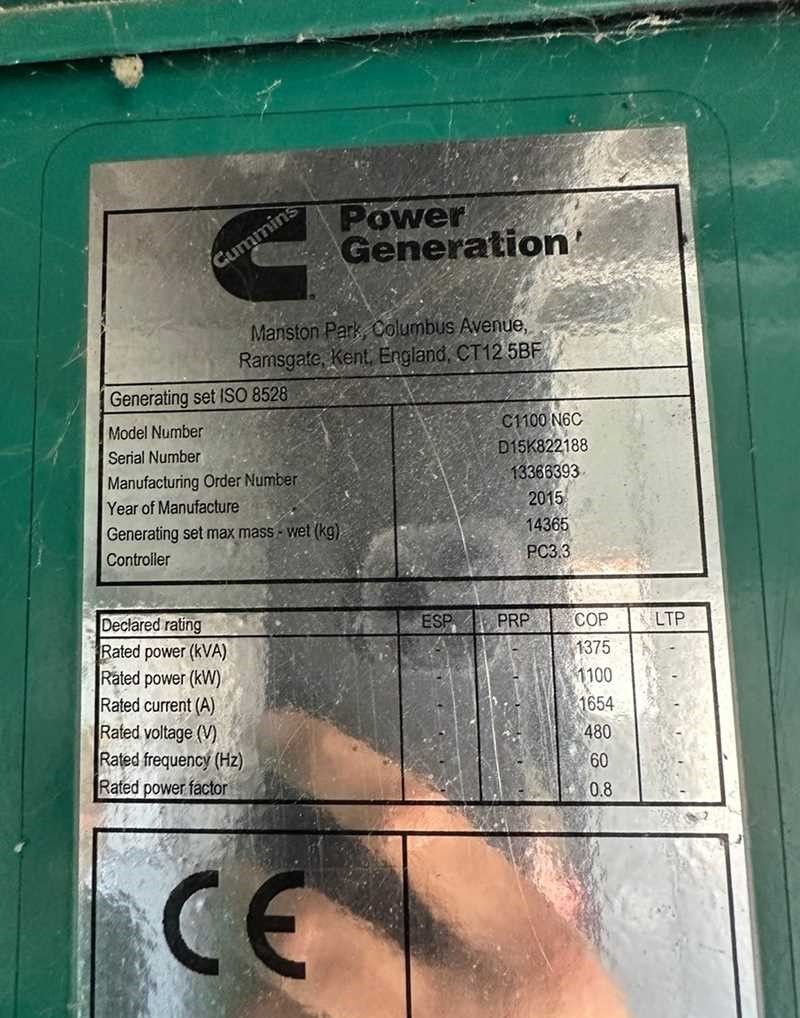 Cummins
Power
Generation
Manston Park, Columbus Avenue,
Ramsgate, Kent, England, CT12 5BF
Generating set ISO 8528
Model Number C1100 N6C
Serial Number D15K822188
Manufacturing Order Number 13366393
Year of Manufacture 2015
Generating set max mass - wet (kg) 14365
Controller PC3.3
Declared rating ESP PRP COP LTP
Rated power (kVA) - - 1375 -
Rated power (kW) - - 1100 -
Rated current (A) - - 1654 -
Rated voltage (V) - - 480 -
Rated frequency (Hz) - - 60 -
Rated power factor - - 0.8 -
CE